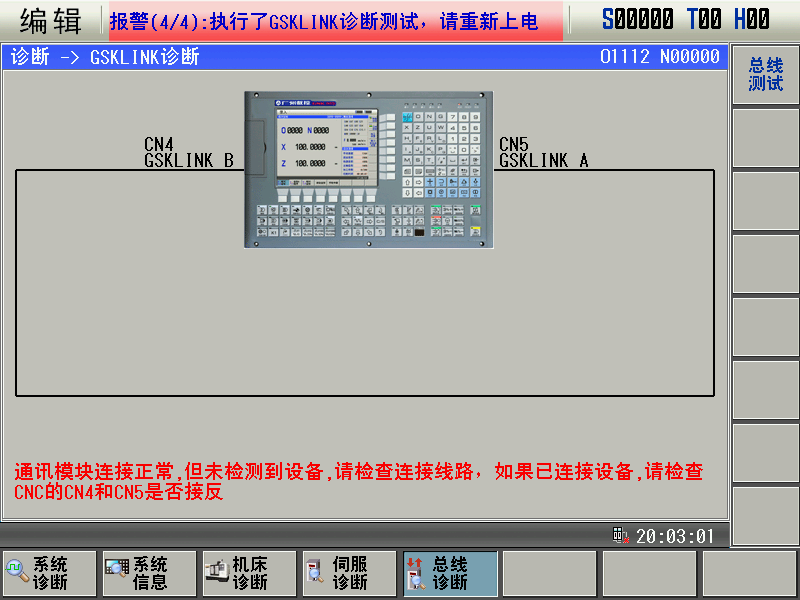 编辑
报警(4/4):执行了GSKLINK诊断测试，请重新上电
S00000 T00 H00
诊断 -> GSKLINK诊断
O1112 N00000
总线
测试
CN4
GSKLINK B
CN5
GSKLINK A
广州数控
O 0000 N 0000
X 100.0000
Z 100.0000
通讯模块连接正常,但未检测到设备,请检查连接线路，如果已连接设备,请检查
CNC的CN4和CN5是否接反
20:03:01
系统
诊断
系统
信息
机床
诊断
伺服
诊断
总线
诊断